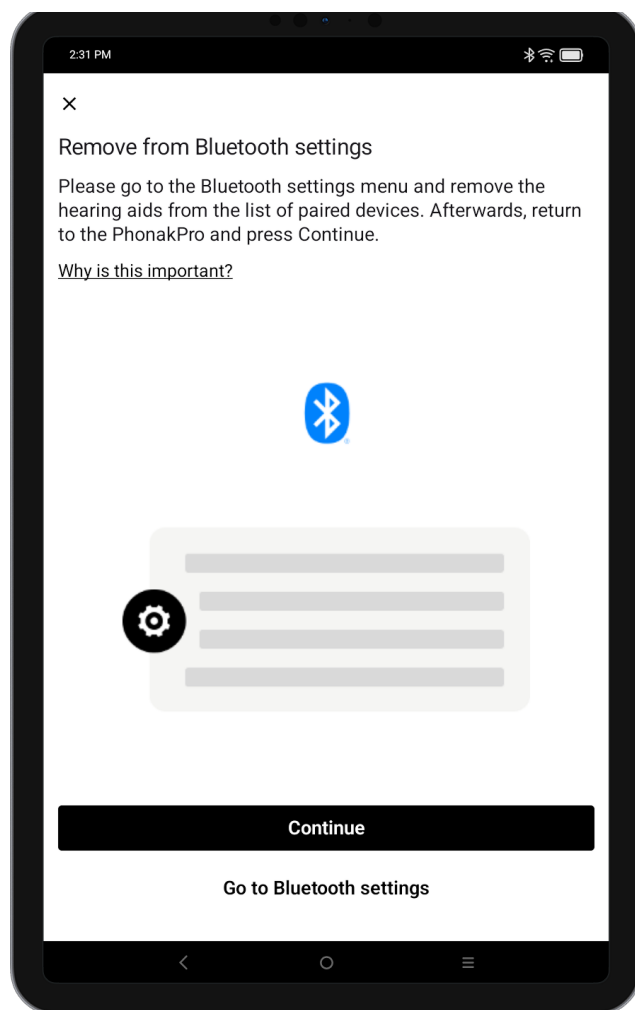 2:31 PM
Remove from Bluetooth settings
Please go to the Bluetooth settings menu and remove the
hearing aids from the list of paired devices. Afterwards, return
to the PhonakPro and press Continue.
Why is this important?
Continue
Go to Bluetooth settings